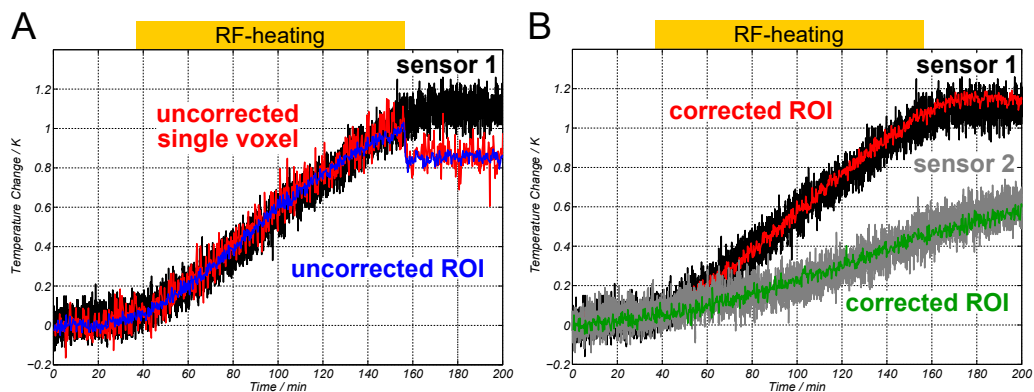 A
RF-heating
sensor 1
uncorrected
single voxel
uncorrected ROI
Temperature Change / K
1.2
1
0.8
0.6
0.4
0.2
0
−0.2
0 20 40 60 80 100 120 140 160 180 200
Time / min
B
RF-heating
sensor 1
corrected ROI
sensor 2
corrected ROI
Temperature Change / K
1.2
1
0.8
0.6
0.4
0.2
0
−0.2
0 20 40 60 80 100 120 140 160 180 200
Time / min